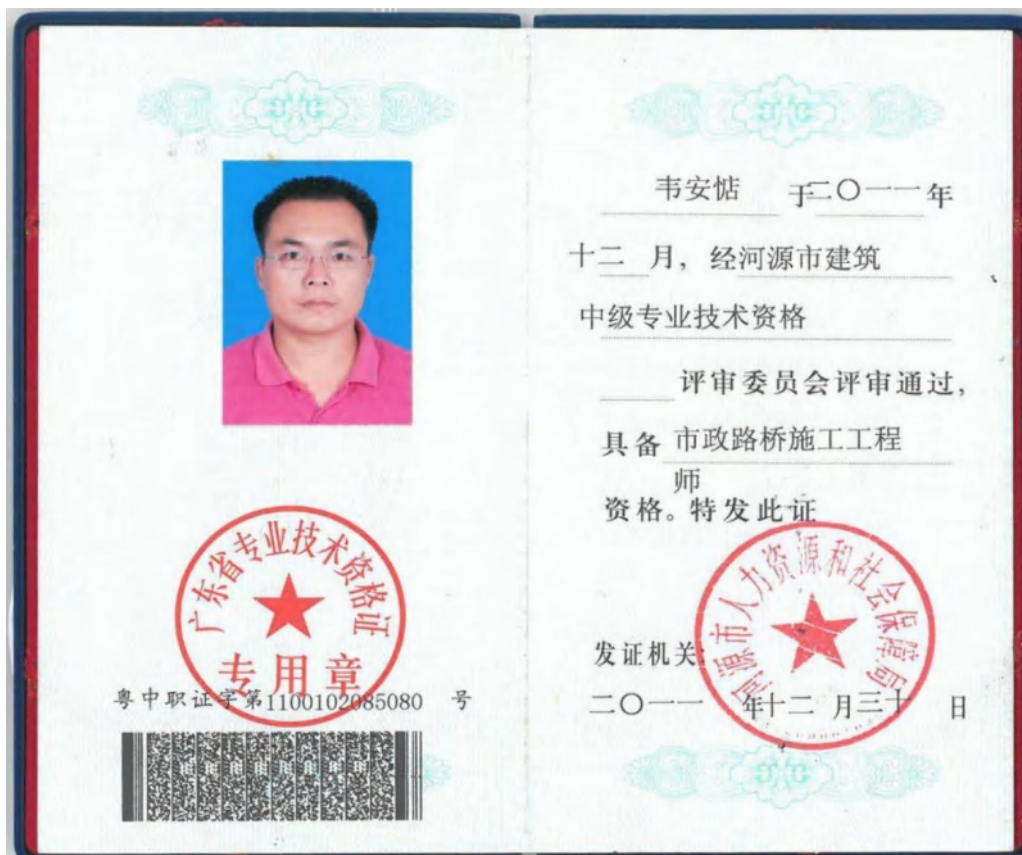 广东省专业技术资格证
专用章
粤中职证字第1100102085080 号
韦安惦 于二〇一一年
十二 月，经河源市建筑
中级专业技术资格
评审委员会评审通过，
具备 市政路桥施工工程
师
资格。特发此证
河源市人力资源和社会保障局
发证机关:
二〇一一 年十二 月三十 日